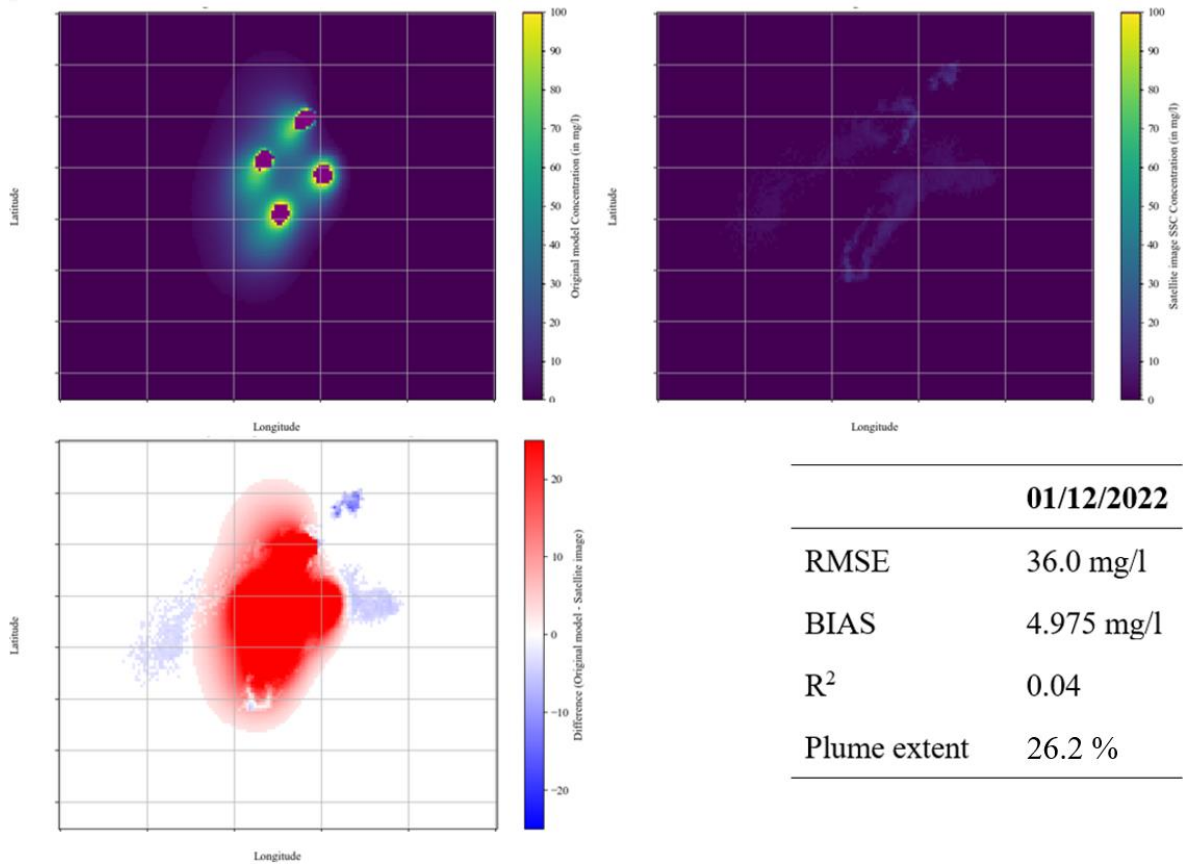 100
90
80
70
60
50
40
30
20
10
0
Original model Concentration (in mg/l)
Latitude
Longitude
100
90
80
70
60
50
40
30
20
10
0
Satellite image SSC Concentration (in mg/l)
Latitude
Longitude
20
10
0
−10
−20
Difference (Original model - Satellite image)
Latitude
Longitude
01/12/2022
RMSE 36.0 mg/l
BIAS 4.975 mg/l
R² 0.04
Plume extent 26.2 %